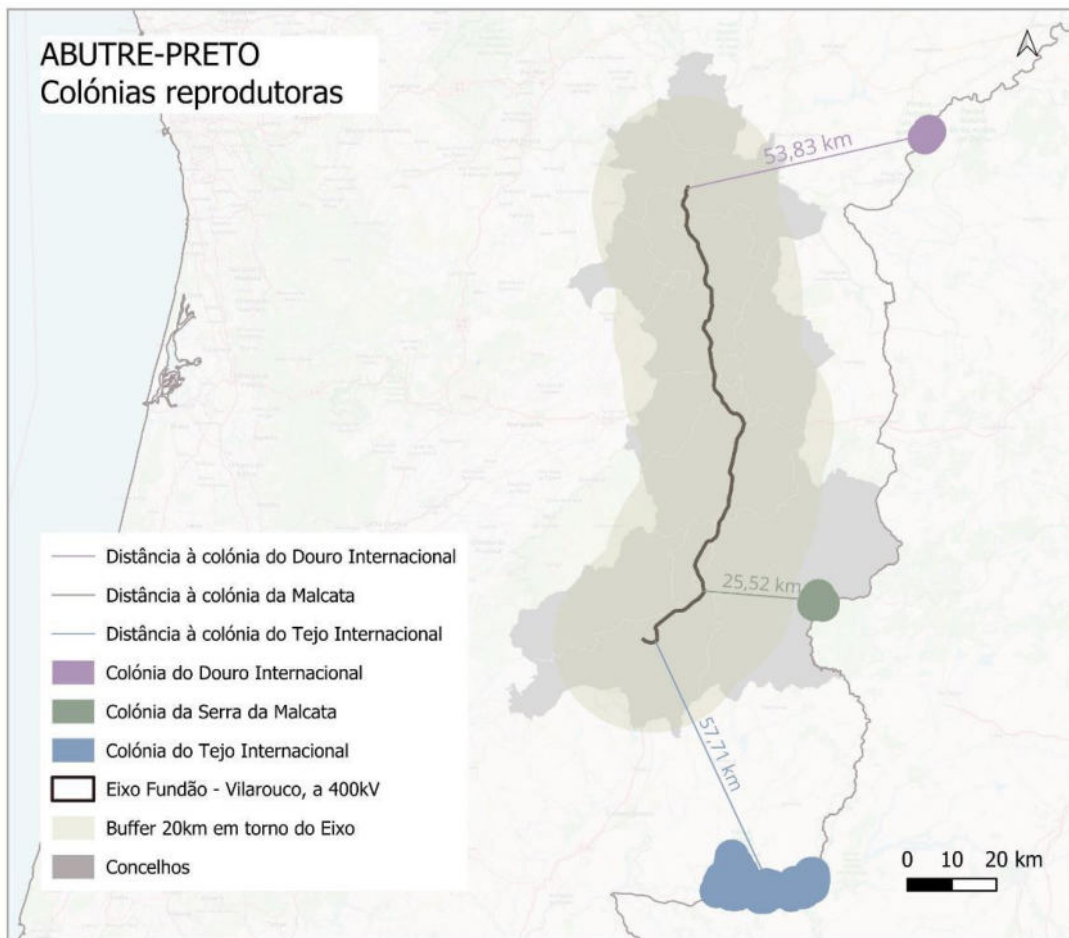 ABUTRE-PRETO
Colónias reprodutoras
53,83 km
25,52 km
57,71 km
Distância à colónia do Douro Internacional
Distância à colónia da Malcata
Distância à colónia do Tejo Internacional
Colónia do Douro Internacional
Colónia da Serra da Malcata
Colónia do Tejo Internacional
Eixo Fundão - Vilarouco, a 400kV
Buffer 20km em torno do Eixo
Concelhos
0 10 20 km